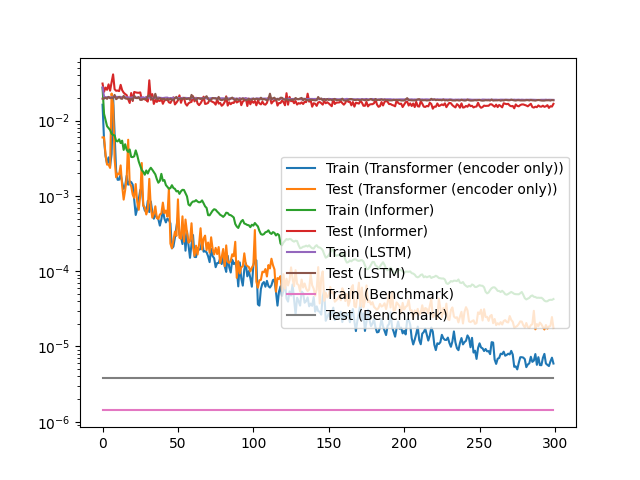 10⁻²
10⁻³
10⁻⁴
10⁻⁵
10⁻⁶
Train (Transformer (encoder only))
Test (Transformer (encoder only))
Train (Informer)
Test (Informer)
Train (LSTM)
Test (LSTM)
Train (Benchmark)
Test (Benchmark)
0 50 100 150 200 250 300